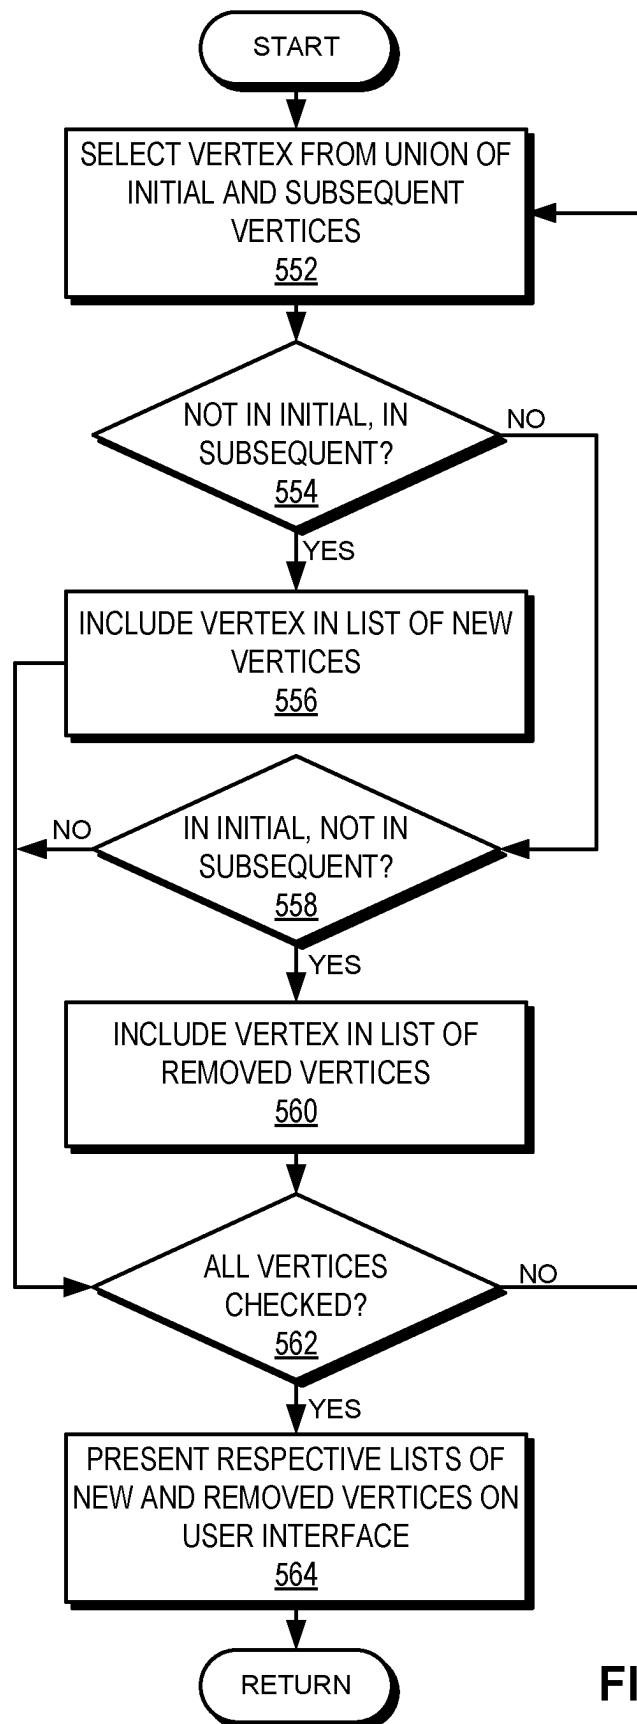 START
SELECT VERTEX FROM UNION OF
INITIAL AND SUBSEQUENT
VERTICES
552
NOT IN INITIAL, IN
SUBSEQUENT?
554
NO
YES
INCLUDE VERTEX IN LIST OF NEW
VERTICES
556
IN INITIAL, NOT IN
SUBSEQUENT?
558
NO
YES
INCLUDE VERTEX IN LIST OF
REMOVED VERTICES
560
ALL VERTICES
CHECKED?
562
NO
YES
PRESENT RESPECTIVE LISTS OF
NEW AND REMOVED VERTICES ON
USER INTERFACE
564
RETURN